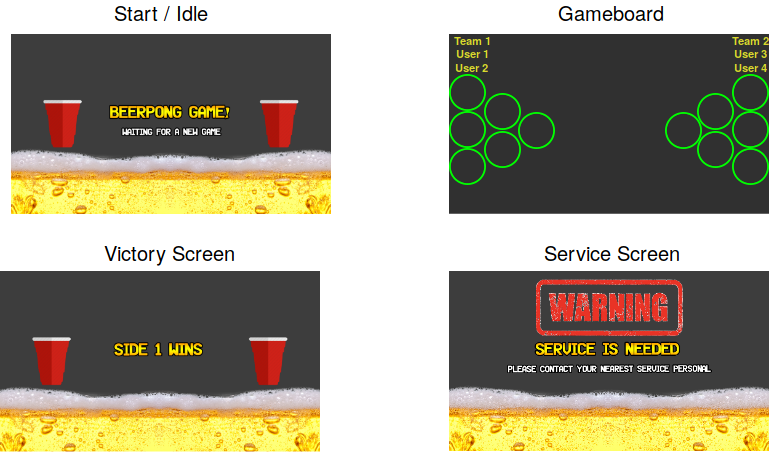 Start / Idle
BEERPONG GAME!
WAITING FOR A NEW GAME
Gameboard
Team 1
User 1
User 2
Team 2
User 3
User 4
Victory Screen
SIDE 1 WINS
Service Screen
WARNING
SERVICE IS NEEDED
PLEASE CONTACT YOUR NEAREST SERVICE PERSONAL